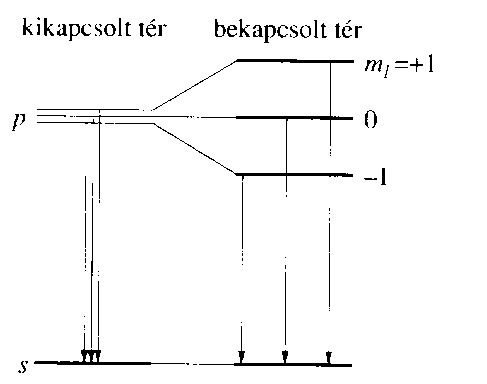 kikapcsolt tér bekapcsolt tér
m_l=+1
p 0
–1
s